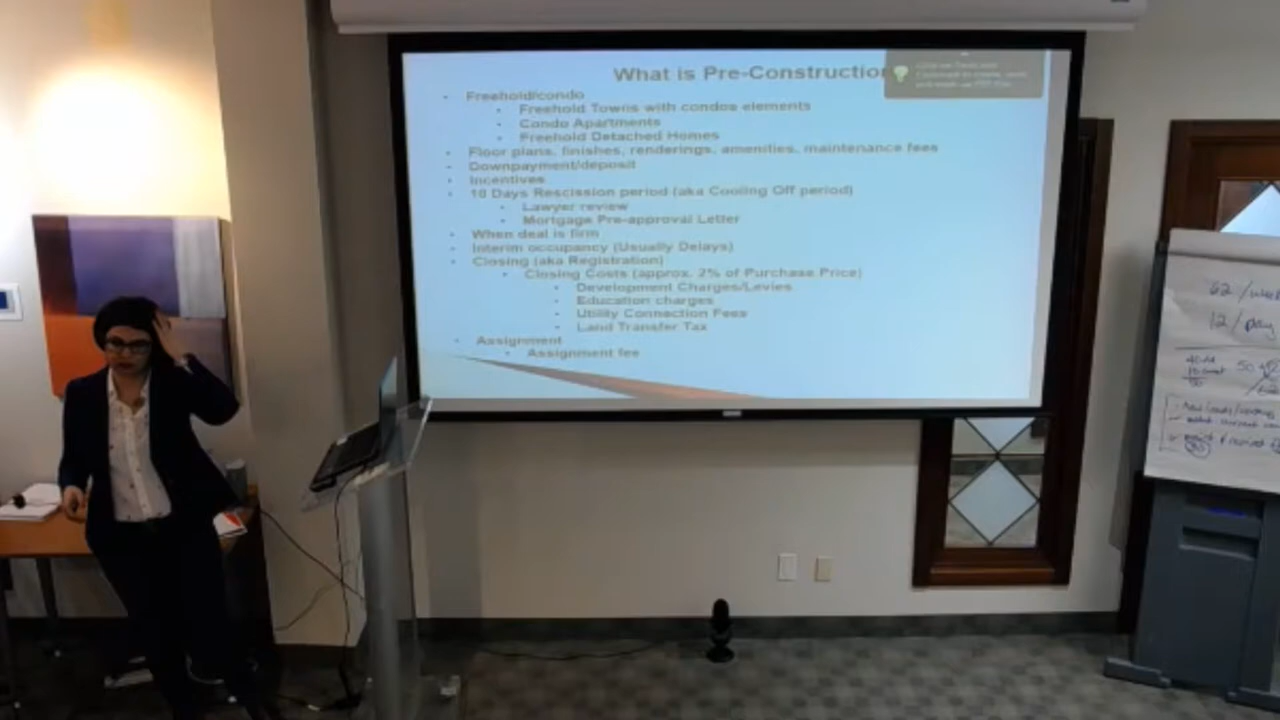 What is Pre-Construction
Freehold/condo
Freehold Towns with condos elements
Condo Apartments
Freehold Detached Homes
Floor plans, finishes, renderings, amenities, maintenance fees
Downpayment/deposit
Incentives
10 Days Rescission period (aka Cooling Off period)
Lawyer review
Mortgage Pre-approval Letter
When deal is firm
Interim occupancy (Usually Delays)
Closing (aka Registration)
Closing Costs (approx. 2% of Purchase Price)
Development Charges/Levies
Education charges
Utility Connection Fees
Land Transfer Tax
Assignment
Assignment fee
12 / day
50